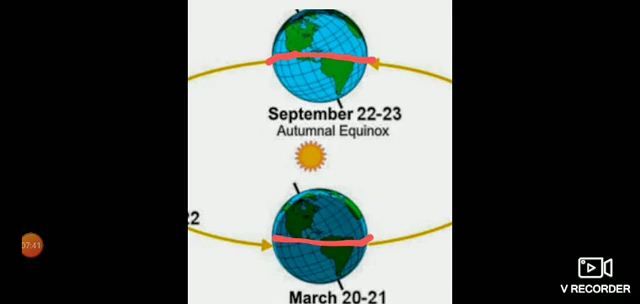 September 22-23
Autumnal Equinox
22
07:41
March 20-21
V RECORDER